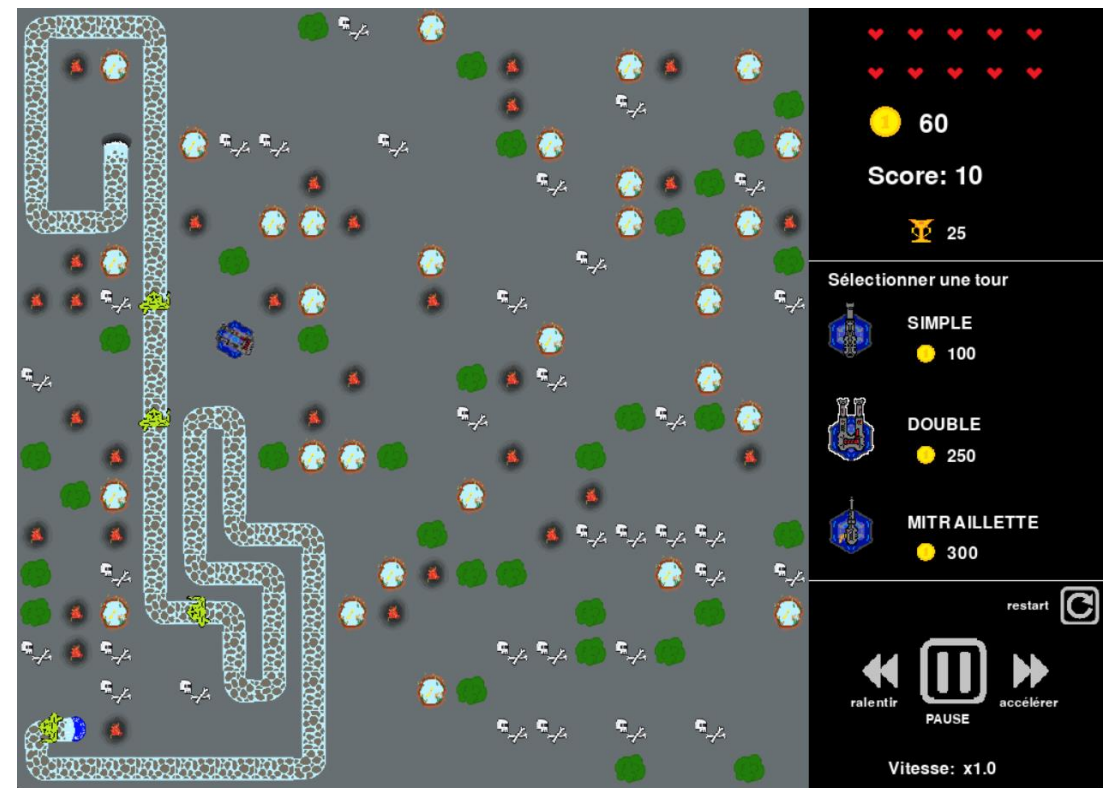 60
Score: 10
25
Sélectionner une tour
SIMPLE
100
DOUBLE
250
MITRAILLETTE
300
restart
ralentir
PAUSE
accélérer
Vitesse: x1.0